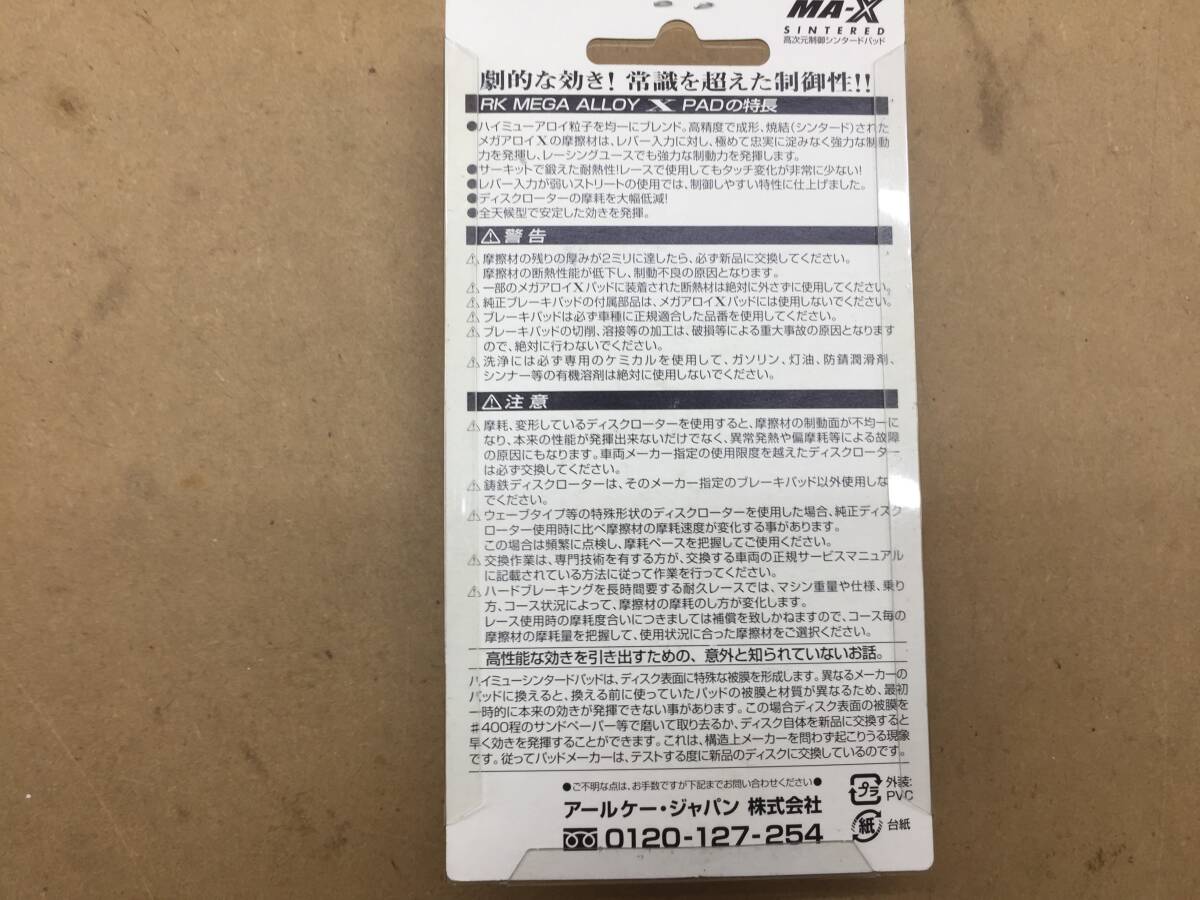 MA-X
SINTERED
高次元制御シンタードパッド
劇的な効き! 常識を超えた制御性!!
RK MEGA ALLOY X PADの特長
●ハイミューアロイ粒子を均一にブレンド。高精度で成形、焼結(シンタード)された
メガアロイXの摩擦材は、レバー入力に対し、極めて忠実に淀みなく強力な制動
力を発揮し、レーシングユースでも強力な制動力を発揮します。
●サーキットで鍛えた耐熱性!レースで使用してもタッチ変化が非常に少ない!
●レバー入力が弱いストリートの使用では、制御しやすい特性に仕上げました。
●ディスクローターの摩耗を大幅低減!
●全天候型で安定した効きを発揮。
⚠警告
⚠摩擦材の残りの厚みが2ミリに達したら、必ず新品に交換してください。
摩擦材の断熱性能が低下し、制動不良の原因となります。
⚠一部のメガアロイXパッドに装着された断熱材は絶対に外さずに使用してください。
⚠純正ブレーキパッドの付属部品は、メガアロイXパッドには使用しないでください。
⚠ブレーキパッドは必ず車種に正規適合した品番を使用してください。
⚠ブレーキパッドの切削、溶接等の加工は、破損等による重大事故の原因となります
ので、絶対に行わないでください。
⚠洗浄には必ず専用のケミカルを使用して、ガソリン、灯油、防錆潤滑剤、
シンナー等の有機溶剤は絶対に使用しないでください。
⚠注意
⚠摩耗、変形しているディスクローターを使用すると、摩擦材の制動面が不均一に
なり、本来の性能が発揮出来ないだけでなく、異常発熱や偏摩耗等による故障
の原因にもなります。車両メーカー指定の使用限度を越えたディスクローター
は必ず交換してください。
⚠鋳鉄ディスクローターは、そのメーカー指定のブレーキパッド以外使用しな
でください。
⚠ウェーブタイプ等の特殊形状のディスクローターを使用した場合、純正ディスク
ローター使用時に比べ摩擦材の摩耗速度が変化する事があります。
この場合は頻繁に点検し、摩耗ペースを把握してご使用ください。
⚠交換作業は、専門技術を有する方が、交換する車両の正規サービスマニュアル
に記載されている方法に従って作業を行ってください。
⚠ハードブレーキングを長時間要する耐久レースでは、マシン重量や仕様、乗り
方、コース状況によって、摩擦材の摩耗のし方が変化します。
レース使用時の摩耗度合いにつきましては補償を致しかねますので、コース毎の
摩擦材の摩耗量を把握して、使用状況に合った摩擦材をご選択ください。
高性能な効きを引き出すための、意外と知られていないお話。
ハイミューシンタードパッドは、ディスク表面に特殊な被膜を形成します。異なるメーカーの
パッドに換えると、換える前に使っていたパッドの被膜と材質が異なるため、最初
一時的に本来の効きが発揮できない事があります。この場合ディスク表面の被膜を
#400程のサンドペーパー等で磨いて取り去るか、ディスク自体を新品に交換すると
早く効きを発揮することができます。これは、構造上メーカーを問わず起こりうる現象
です。従ってパッドメーカーは、テストする度に新品のディスクに交換しているのです。
●ご不明な点は、お手数ですが下記までお問い合わせください●
アールケー・ジャパン 株式会社
0120-127-254
プラ
外装:
PVC
紙
台紙